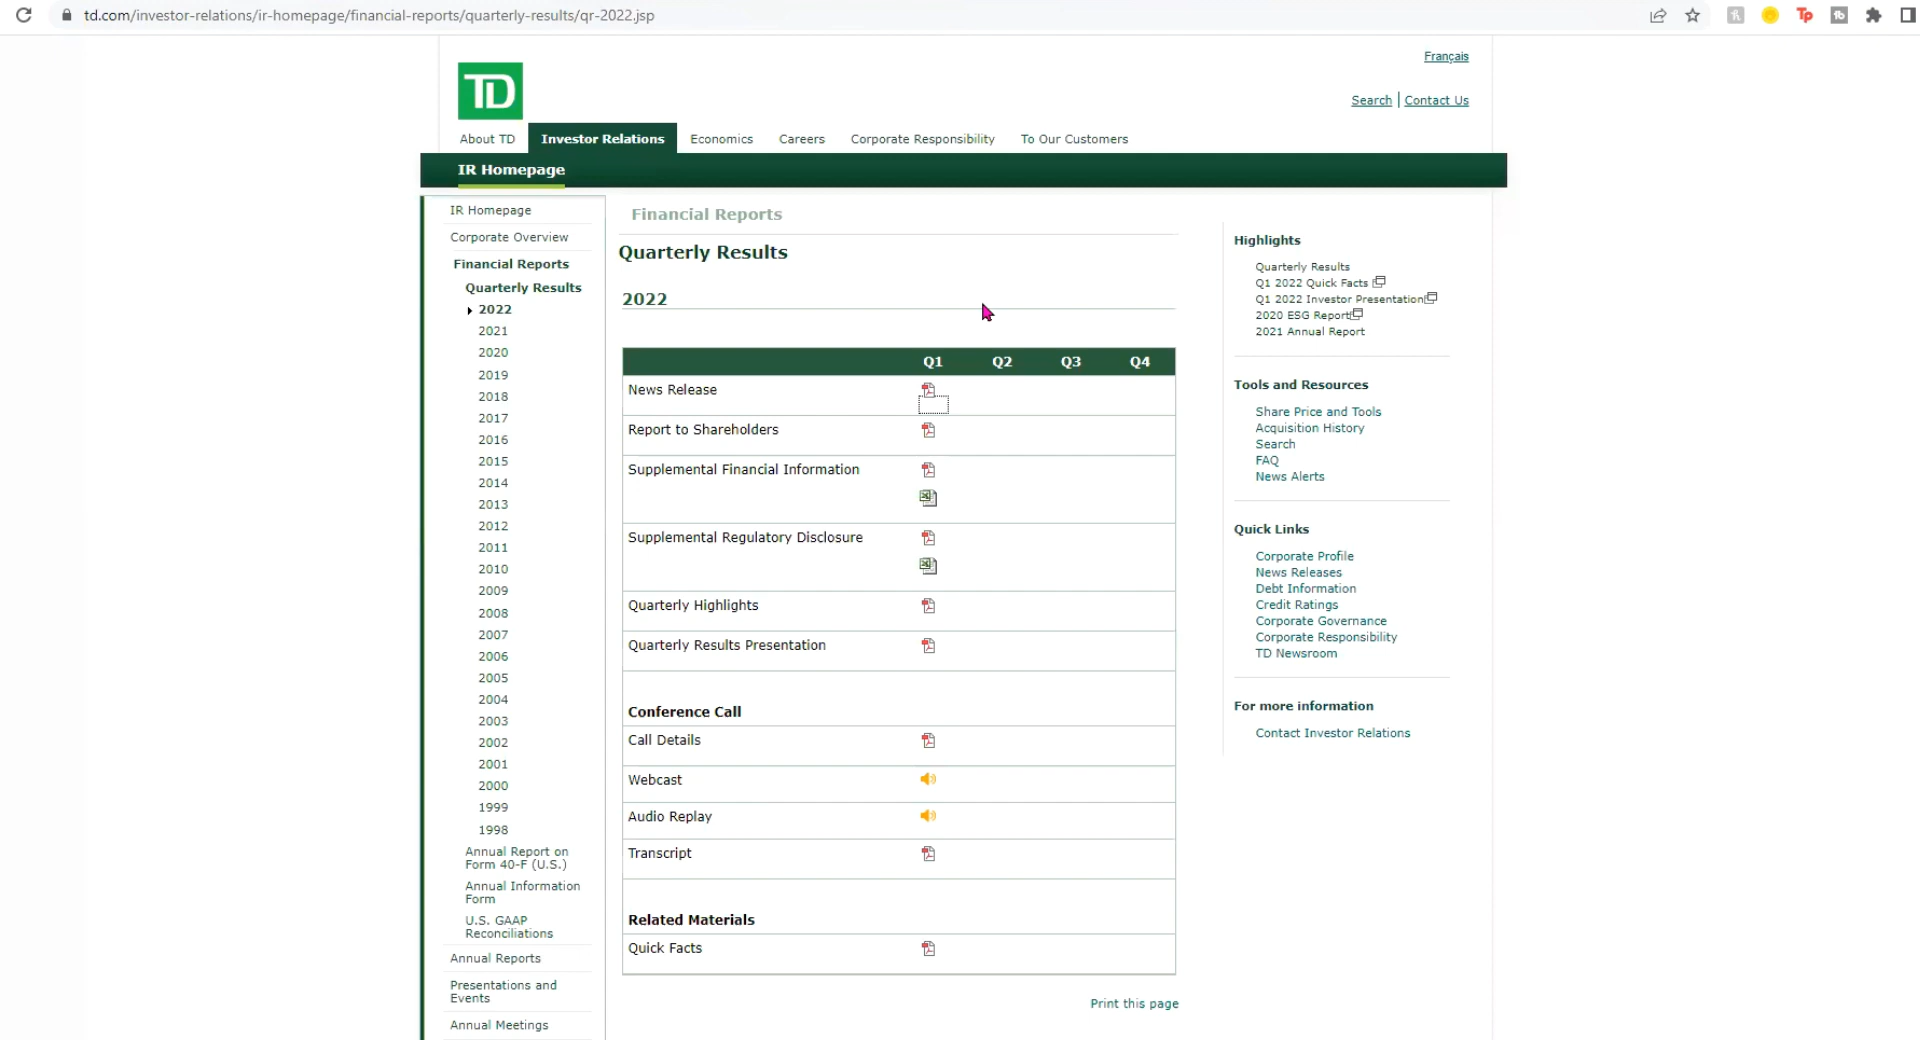 td.com/investor-relations/ir-homepage/financial-reports/quarterly-results/qr-2022.jsp
Tp
Français
TD
Search | Contact Us
About TD
Investor Relations
Economics
Careers
Corporate Responsibility
To Our Customers
IR Homepage
IR Homepage
Corporate Overview
Financial Reports
Quarterly Results
2022
2021
2020
2019
2018
2017
2016
2015
2014
2013
2012
2011
2010
2009
2008
2007
2006
2005
2004
2003
2002
2001
2000
1999
1998
Annual Report on
Form 40-F (U.S.)
Annual Information
Form
U.S. GAAP
Reconciliations
Annual Reports
Presentations and
Events
Annual Meetings
Financial Reports
Quarterly Results
2022
Q1 Q2 Q3 Q4
News Release
Report to Shareholders
Supplemental Financial Information
Supplemental Regulatory Disclosure
Quarterly Highlights
Quarterly Results Presentation
Conference Call
Call Details
Webcast
Audio Replay
Transcript
Related Materials
Quick Facts
Print this page
Highlights
Quarterly Results
Q1 2022 Quick Facts
Q1 2022 Investor Presentation
2020 ESG Report
2021 Annual Report
Tools and Resources
Share Price and Tools
Acquisition History
Search
FAQ
News Alerts
Quick Links
Corporate Profile
News Releases
Debt Information
Credit Ratings
Corporate Governance
Corporate Responsibility
TD Newsroom
For more information
Contact Investor Relations